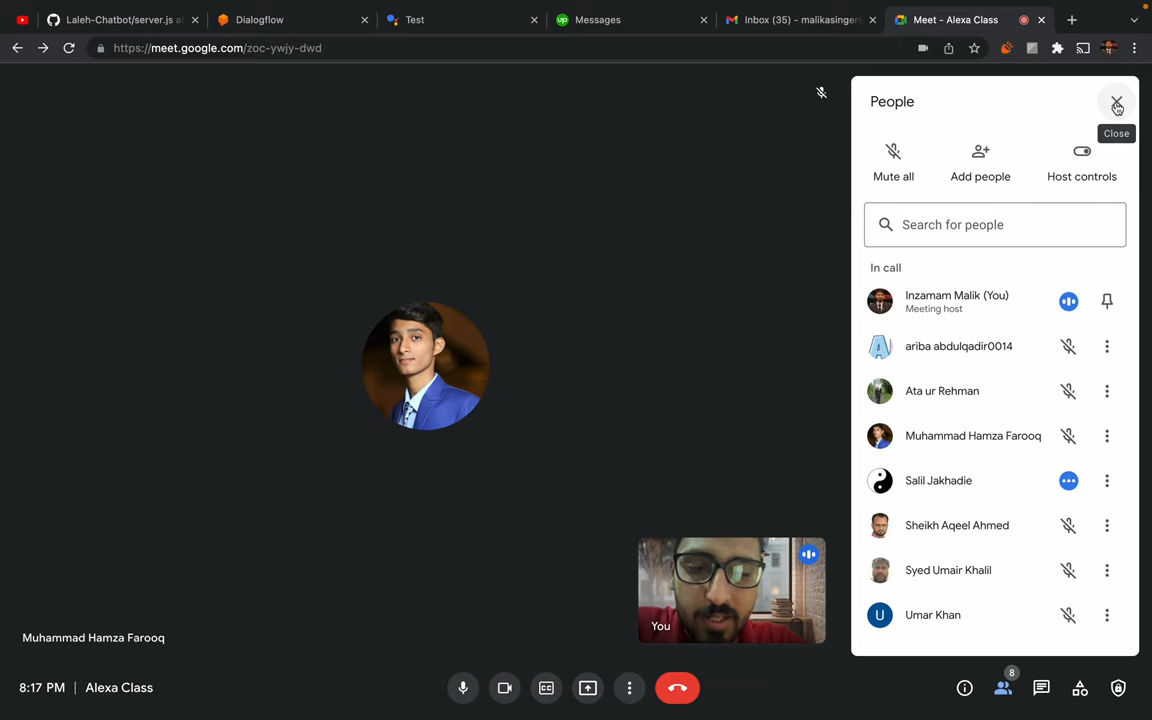 Laleh-Chatbot/server.js at
Dialogflow
Test
Up Messages
Inbox (35) - malikasinger
Meet - Alexa Class
https://meet.google.com/zoc-ywjy-dwd
People
Close
Mute all
Add people
Host controls
Search for people
In call
Inzamam Malik (You)
Meeting host
ariba abdulqadir0014
Ata ur Rehman
Muhammad Hamza Farooq
Salil Jakhadie
Sheikh Aqeel Ahmed
Syed Umair Khalil
U Umar Khan
You
Muhammad Hamza Farooq
8:17 PM | Alexa Class
CC
8